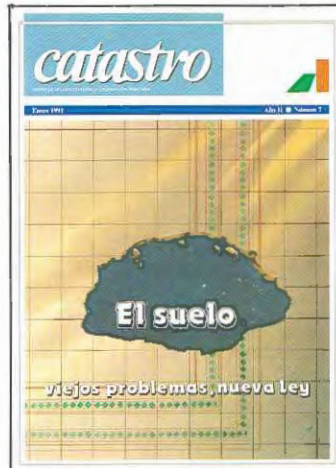 catastro
Enero 1991
Año II ■ Número 7
El suelo
viejos problemas, nueva ley